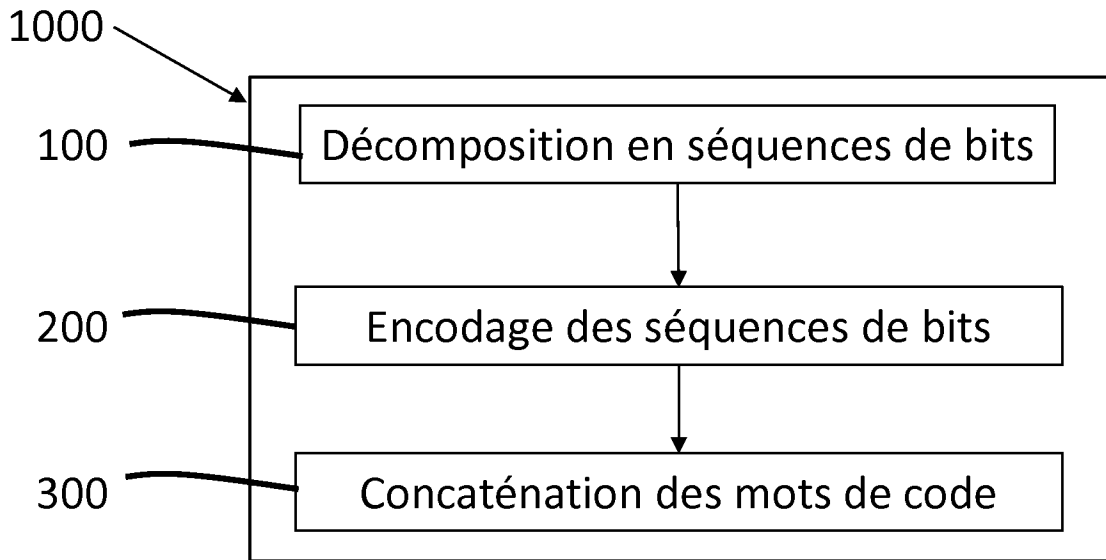 1000
100 Décomposition en séquences de bits
200 Encodage des séquences de bits
300 Concaténation des mots de code